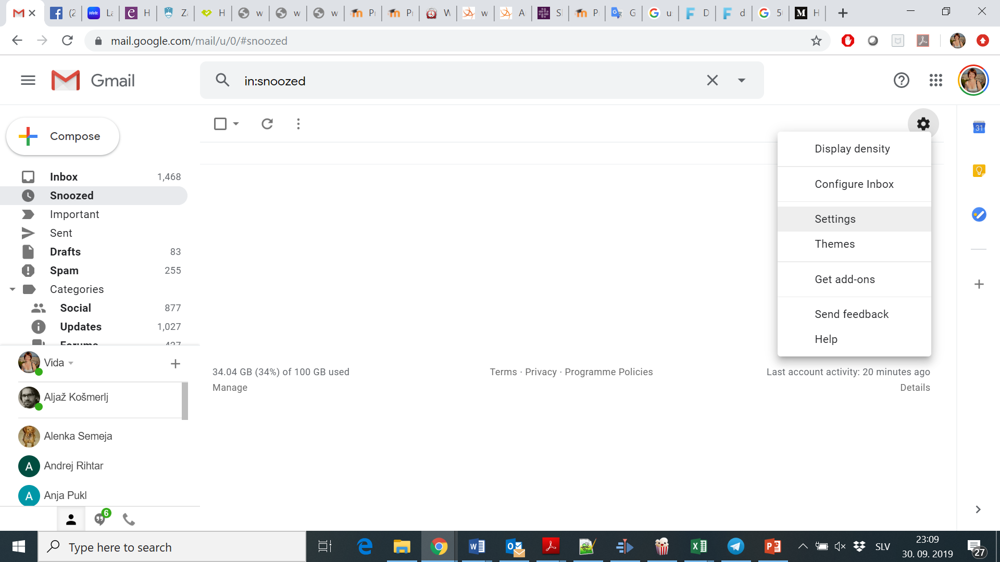 (2
La
H
Za
H
w
w
w
Pr
Pr
W
w
A
Sl
P
G
u
D
d
5
H
mail.google.com/mail/u/0/#snoozed
Gmail
in:snoozed
Compose
Inbox 1,468
Snoozed
Important
Sent
Drafts 83
Spam 255
Categories
Social 877
Updates 1,027
Forums 427
Display density
Configure Inbox
Settings
Themes
Get add-ons
Send feedback
Help
31
Vida
Aljaž Košmerlj
Alenka Semeja
A Andrej Rihtar
A Anja Pukl
6
34.04 GB (34%) of 100 GB used
Manage
Terms · Privacy · Programme Policies
Last account activity: 20 minutes ago
Details
Type here to search
SLV
23:09
30. 09. 2019
27